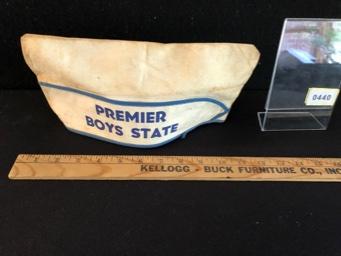 PREMIER
BOYS STATE
0440
KELLOGG - BUCK FURNITURE CO., INC